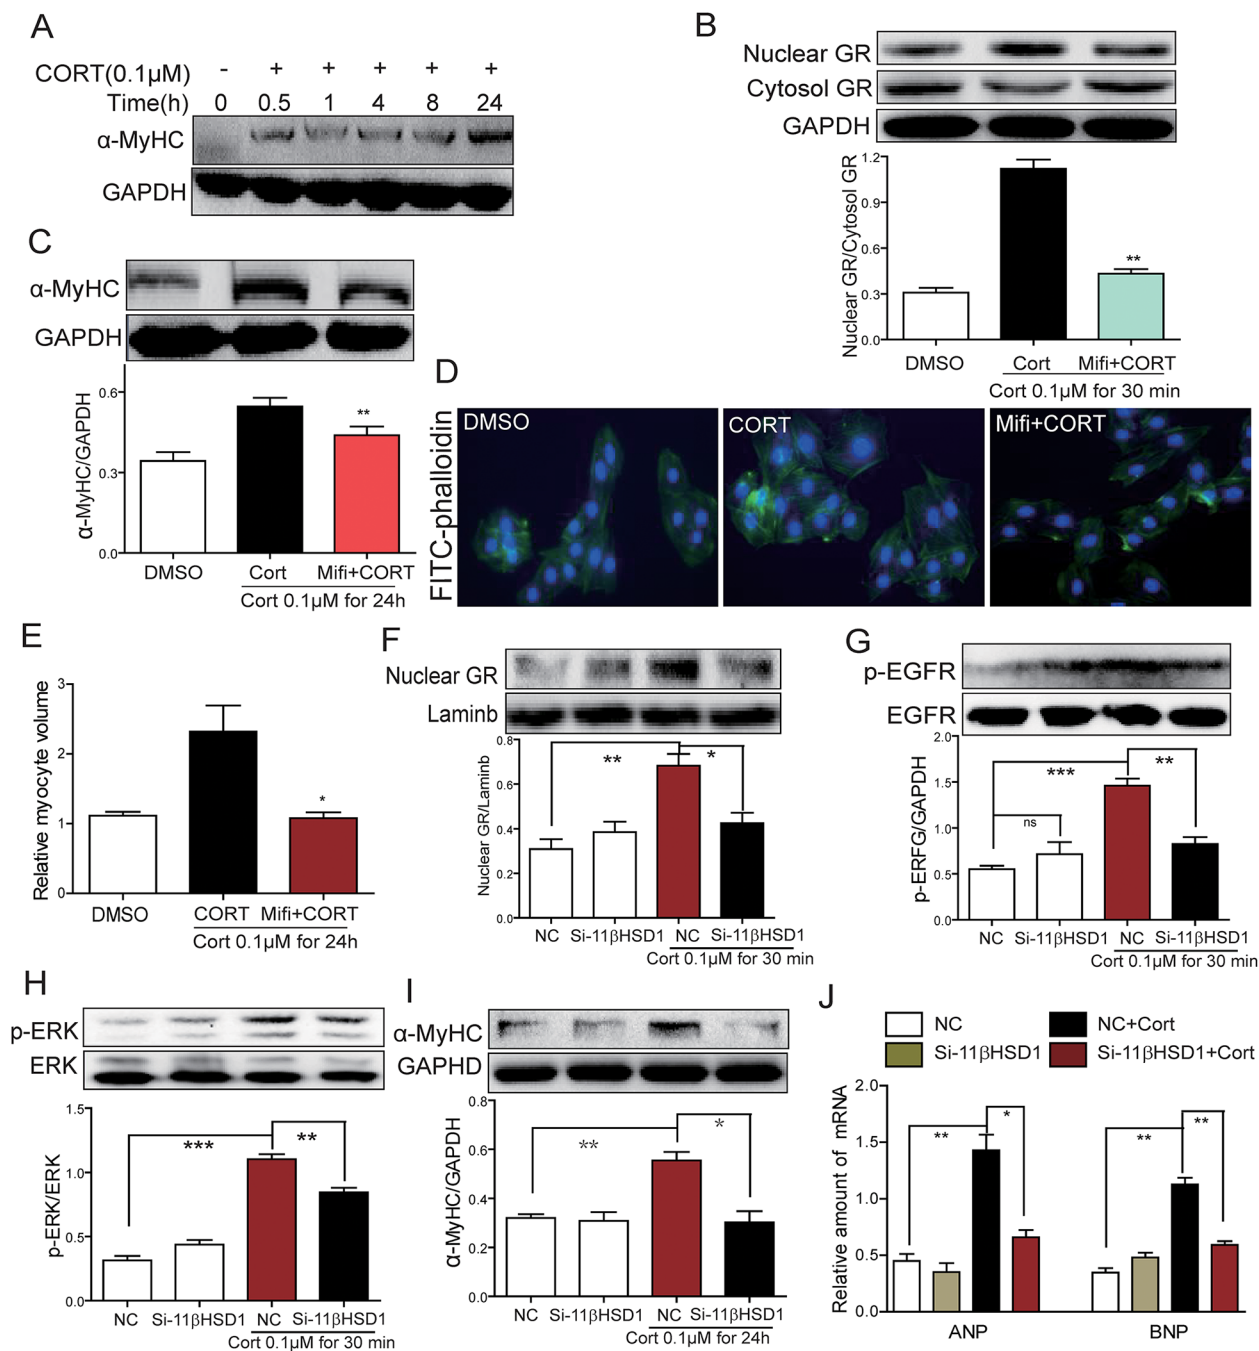 A
CORT(0.1µM) - + + + + +
Time(h) 0 0.5 1 4 8 24
α-MyHC
GAPDH
B
Nuclear GR
Cytosol GR
GAPDH
Nuclear GR/Cytosol GR
1.2
0.9
0.6
0.3
0.0
**
DMSO Cort Mifi+CORT
Cort 0.1µM for 30 min
C
α-MyHC
GAPDH
α-MyHC/GAPDH
0.6
0.3
0.0
**
DMSO Cort Mifi+CORT
Cort 0.1µM for 24h
D
FITC-phalloidin
DMSO
CORT
Mifi+CORT
E
Relative myocyte volume
3
2
1
0
*
DMSO CORT Mifi+CORT
Cort 0.1µM for 24h
F
Nuclear GR
Laminb
Nuclear GR/Laminb
0.8
0.6
0.4
0.2
0.0
** *
NC Si-11βHSD1 NC Si-11βHSD1
Cort 0.1µM for 30 min
G
p-EGFR
EGFR
p-ERFG/GAPDH
2.0
1.5
1.0
0.5
0.0
*** **
ns
NC Si-11βHSD1 NC Si-11βHSD1
Cort 0.1µM for 30 min
H
p-ERK
ERK
p-ERK/ERK
1.5
1.0
0.5
0.0
*** **
NC Si-11βHSD1 NC Si-11βHSD1
Cort 0.1µM for 30 min
I
α-MyHC
GAPHD
α-MyHC/GAPDH
0.8
0.6
0.4
0.2
0.0
** *
NC Si-11βHSD1 NC Si-11βHSD1
Cort 0.1µM for 24h
J
NC NC+Cort
Si-11βHSD1 Si-11βHSD1+Cort
Relative amount of mRNA
2.0
1.5
1.0
0.5
0.0
** * ** **
ANP BNP